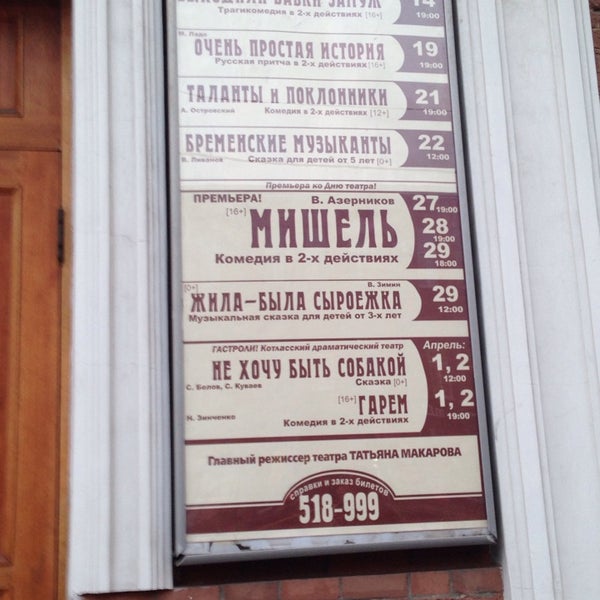 ВЫХОДИЛИ БАБКИ ЗАМУЖ 14
Трагикомедия в 2-х действиях [16+] 19:00
М. Ладо
ОЧЕНЬ ПРОСТАЯ ИСТОРИЯ 19
Русская притча в 2-х действиях [16+] 19:00
ТАЛАНТЫ и ПОКЛОННИКИ 21
А. Островский Комедия в 2-х действиях [12+] 19:00
БРЕМЕНСКИЕ МУЗЫКАНТЫ 22
В. Ливанов Сказка для детей от 5 лет [0+] 12:00
Премьера ко Дню театра!
ПРЕМЬЕРА! В. Азерников 27 19:00
[16+] МИШЕЛЬ 28 19:00
Комедия в 2-х действиях 29 18:00
[0+] В. Зимин
ЖИЛА-БЫЛА СЫРОЕЖКА 29
Музыкальная сказка для детей от 3-х лет 12:00
ГАСТРОЛИ! Котласский драматический театр Апрель:
НЕ ХОЧУ БЫТЬ СОБАКОЙ 1, 2
С. Белов, С. Куваев Сказка [0+] 12:00
[16+] ГАРЕМ 1, 2
Н. Зинченко Комедия в 2-х действиях 19:00
Главный режиссер театра ТАТЬЯНА МАКАРОВА
справки и заказ билетов
518-999